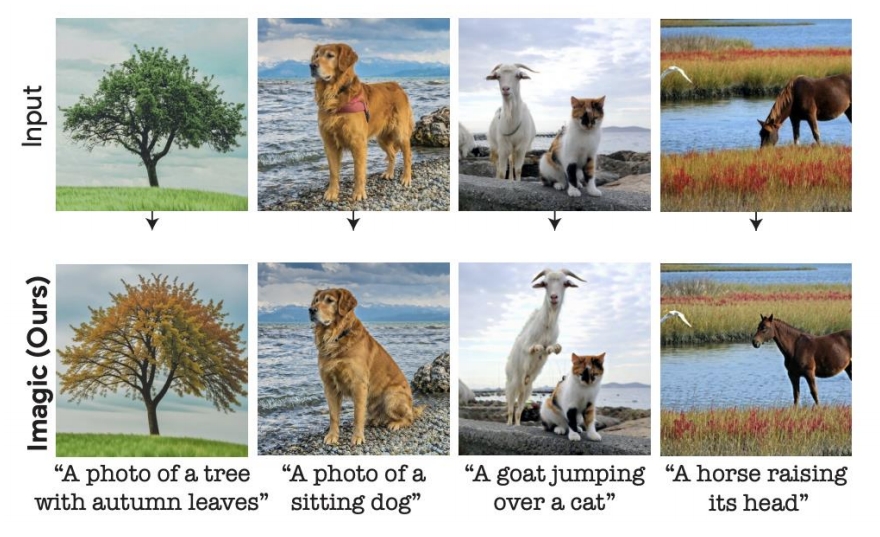 Input
Imagic (Ours)
“A photo of a tree
with autumn leaves”
“A photo of a
sitting dog”
“A goat jumping
over a cat”
“A horse raising
its head”